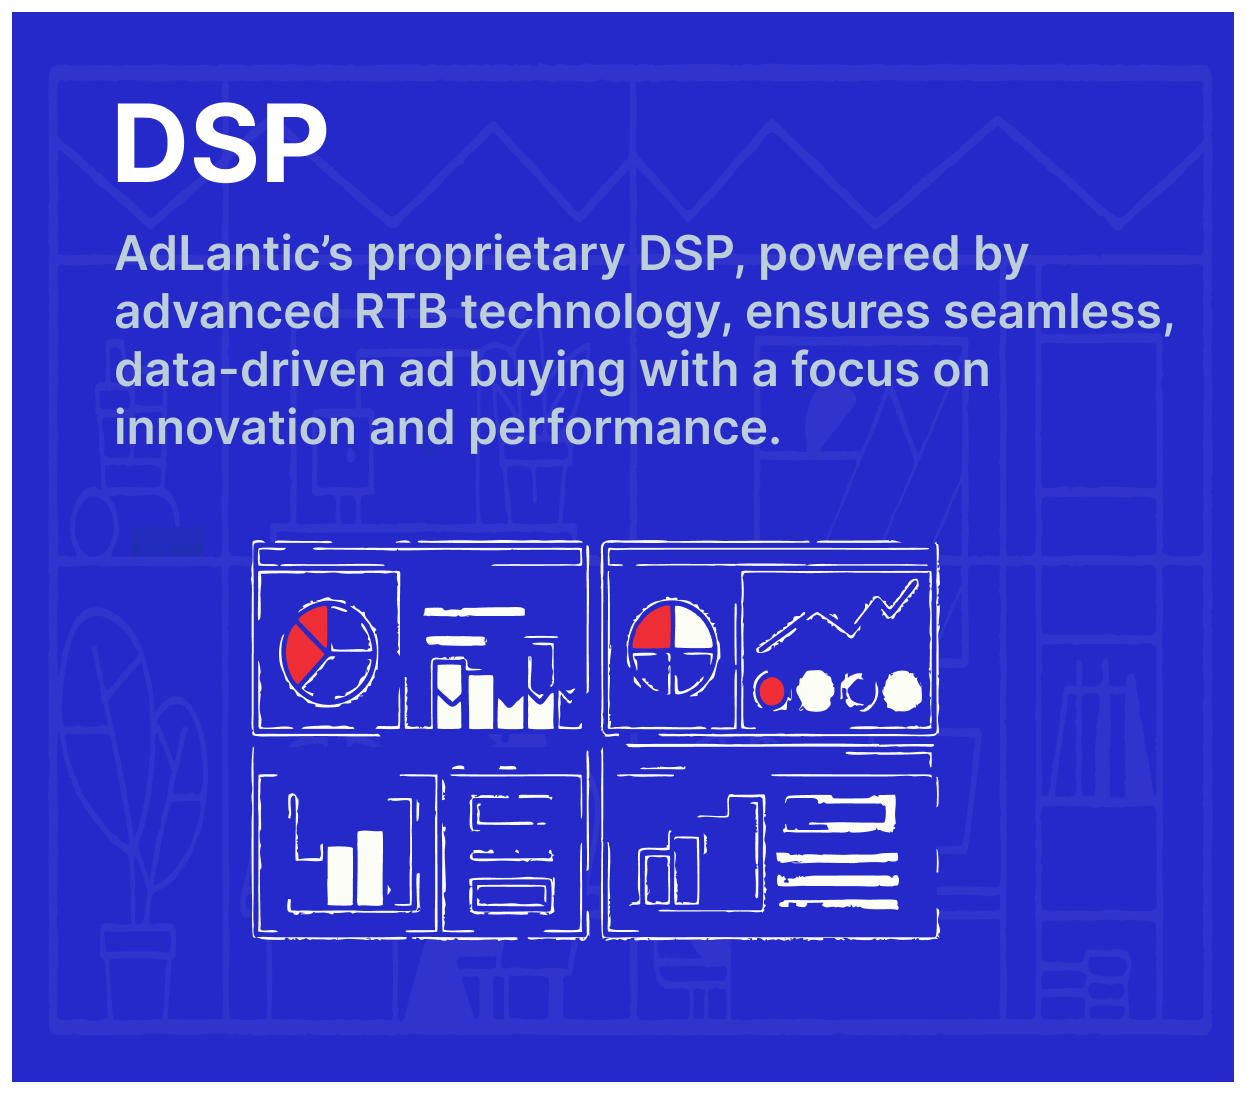 DSP
AdLantic’s proprietary DSP, powered by
advanced RTB technology, ensures seamless,
data-driven ad buying with a focus on
innovation and performance.